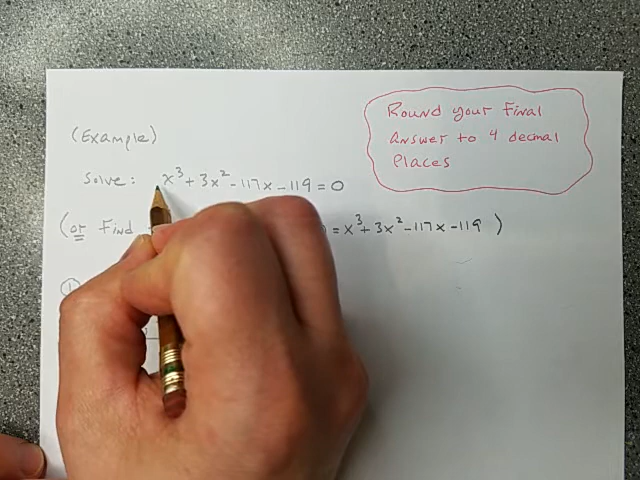 (Example)
Round your Final
Answer to 4 decimal
Places
Solve: x³+3x²-117x-119=0
(or Find = x³+3x²-117x-119 )